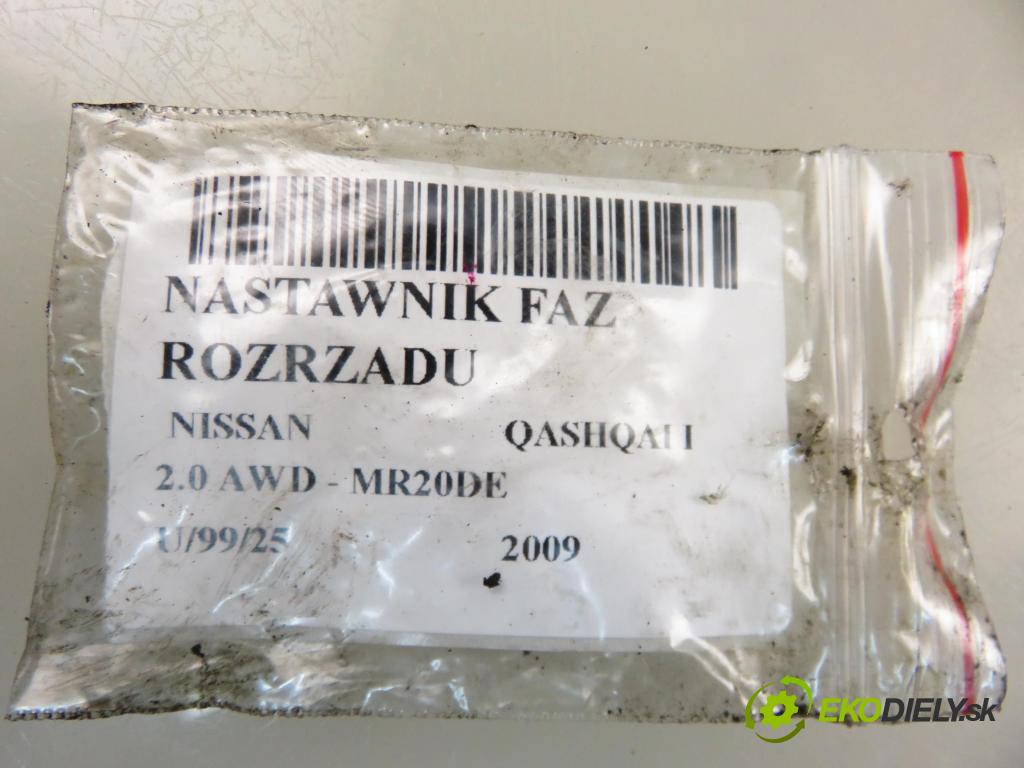 NASTAWNIK FAZ
ROZRZADU
NISSAN QASHQAI I
2.0 AWD - MR20DE
U/99/25 2009
EKODIELY.sk